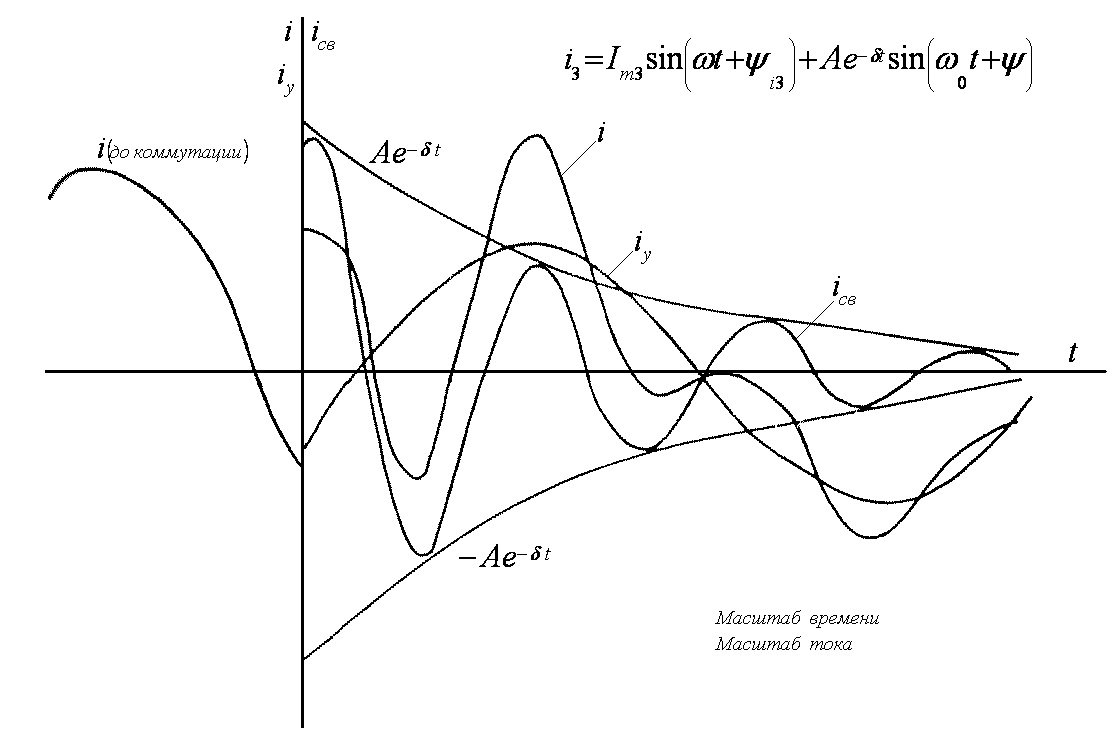 i i_св
i_у
i₃=I_m₃ sin(ωt+ψ_i3)+Ae^−δt sin(ω₀t+ψ)
i(до коммутации)
Ae^−δt
i
i_у
i_св
t
−Ae^−δt
Масштаб времени
Масштаб тока